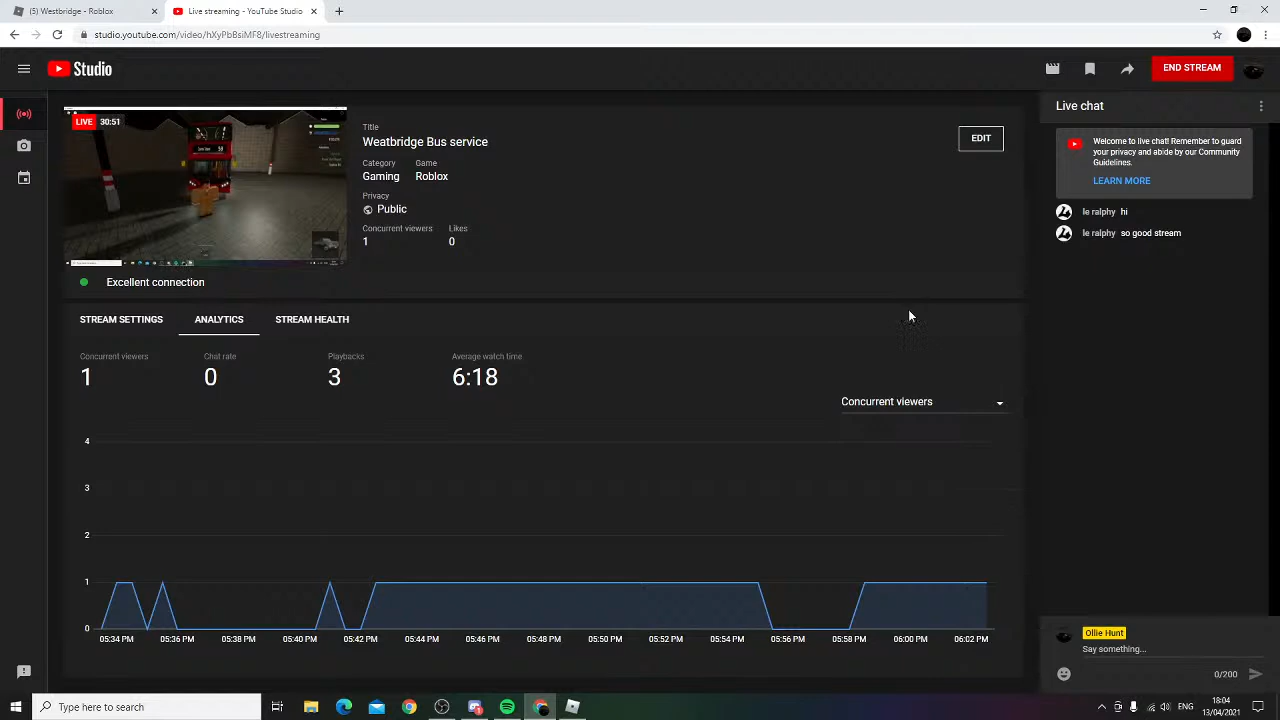 (5) Westbridge - Roblox
Live streaming - YouTube Studio
studio.youtube.com/video/hXyPbBsiMF8/livestreaming
Studio
END STREAM
LIVE 30:51
Title
Weatbridge Bus service
Category
Gaming
Game
Roblox
Privacy
Public
Concurrent viewers
1
Likes
0
EDIT
Excellent connection
STREAM SETTINGS
ANALYTICS
STREAM HEALTH
Concurrent viewers
1
Chat rate
0
Playbacks
3
Average watch time
6:18
Concurrent viewers
4
3
2
1
0
05:34 PM 05:36 PM 05:38 PM 05:40 PM 05:42 PM 05:44 PM 05:46 PM 05:48 PM 05:50 PM 05:52 PM 05:54 PM 05:56 PM 05:58 PM 06:00 PM 06:02 PM
Live chat
Welcome to live chat! Remember to guard
your privacy and abide by our Community
Guidelines.
LEARN MORE
le ralphy hi
le ralphy so good stream
Ollie Hunt
Say something...
0/200
Type here to search
ENG
18:04
13/04/2021